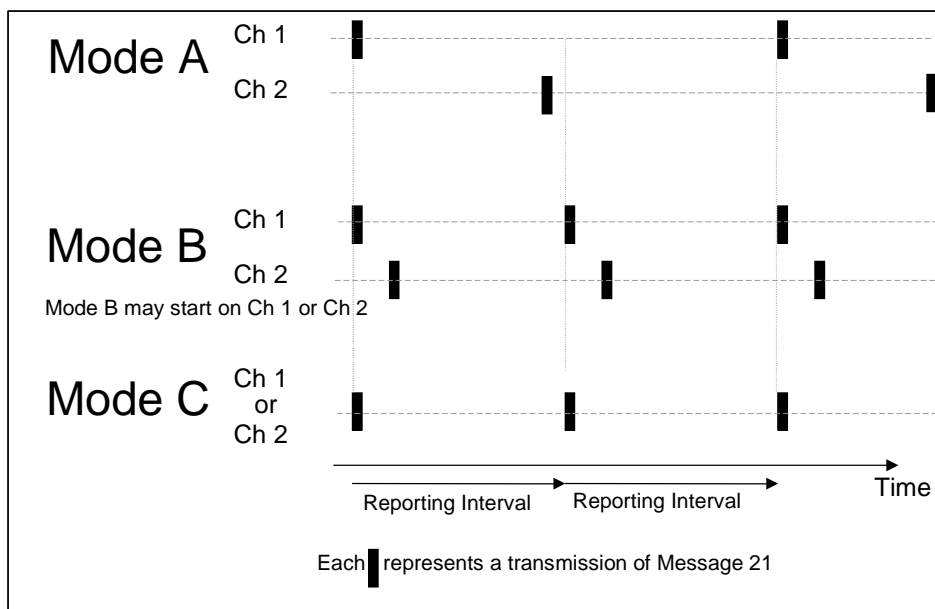 Mode A
Ch 1
Ch 2
Mode B
Ch 1
Ch 2
Mode B may start on Ch 1 or Ch 2
Mode C
Ch 1
or
Ch 2
Time
Reporting Interval
Reporting Interval
Each represents a transmission of Message 21